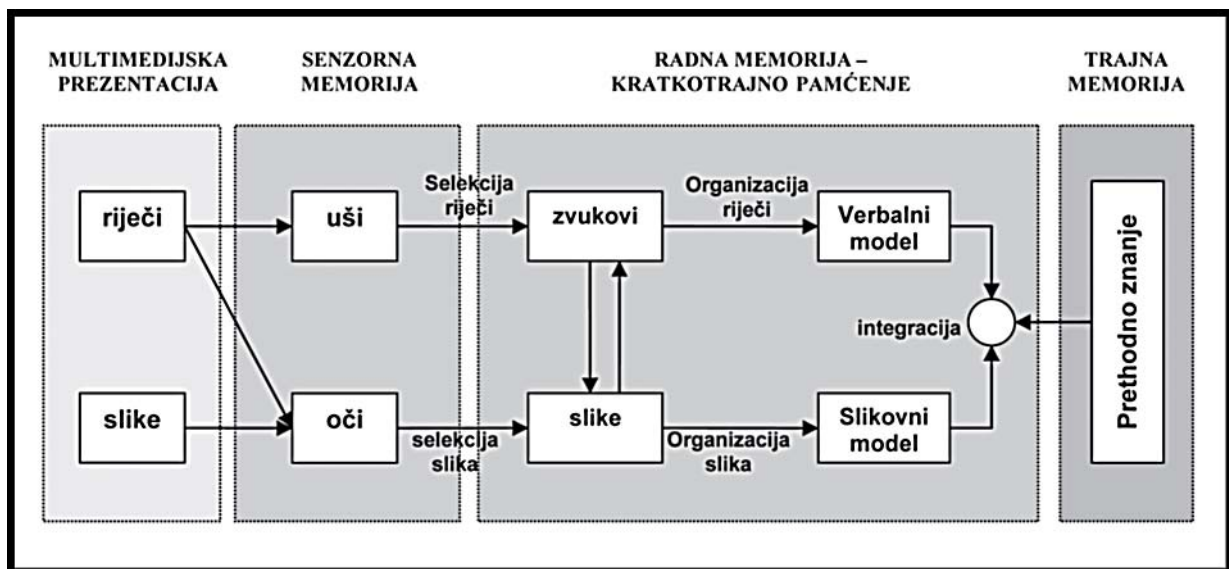 MULTIMEDIJSKA
PREZENTACIJA
SENZORNA
MEMORIJA
RADNA MEMORIJA –
KRATKOTRAJNO PAMĆENJE
TRAJNA
MEMORIJA
riječi
uši
Selekcija
riječi
zvukovi
Organizacija
riječi
Verbalni
model
integracija
Prethodno znanje
slike
oči
selekcija
slika
slike
Organizacija
slika
Slikovni
model